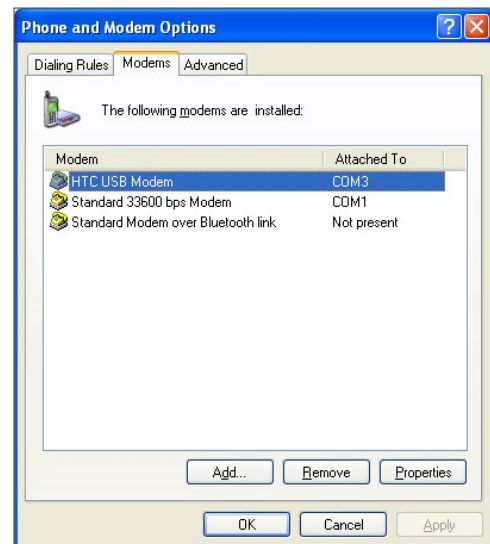 Phone and Modem Options
Dialing Rules Modems Advanced
The following modems are installed:
Modem Attached To
HTC USB Modem COM3
Standard 33600 bps Modem COM1
Standard Modem over Bluetooth link Not present
Add... Remove Properties
OK Cancel Apply